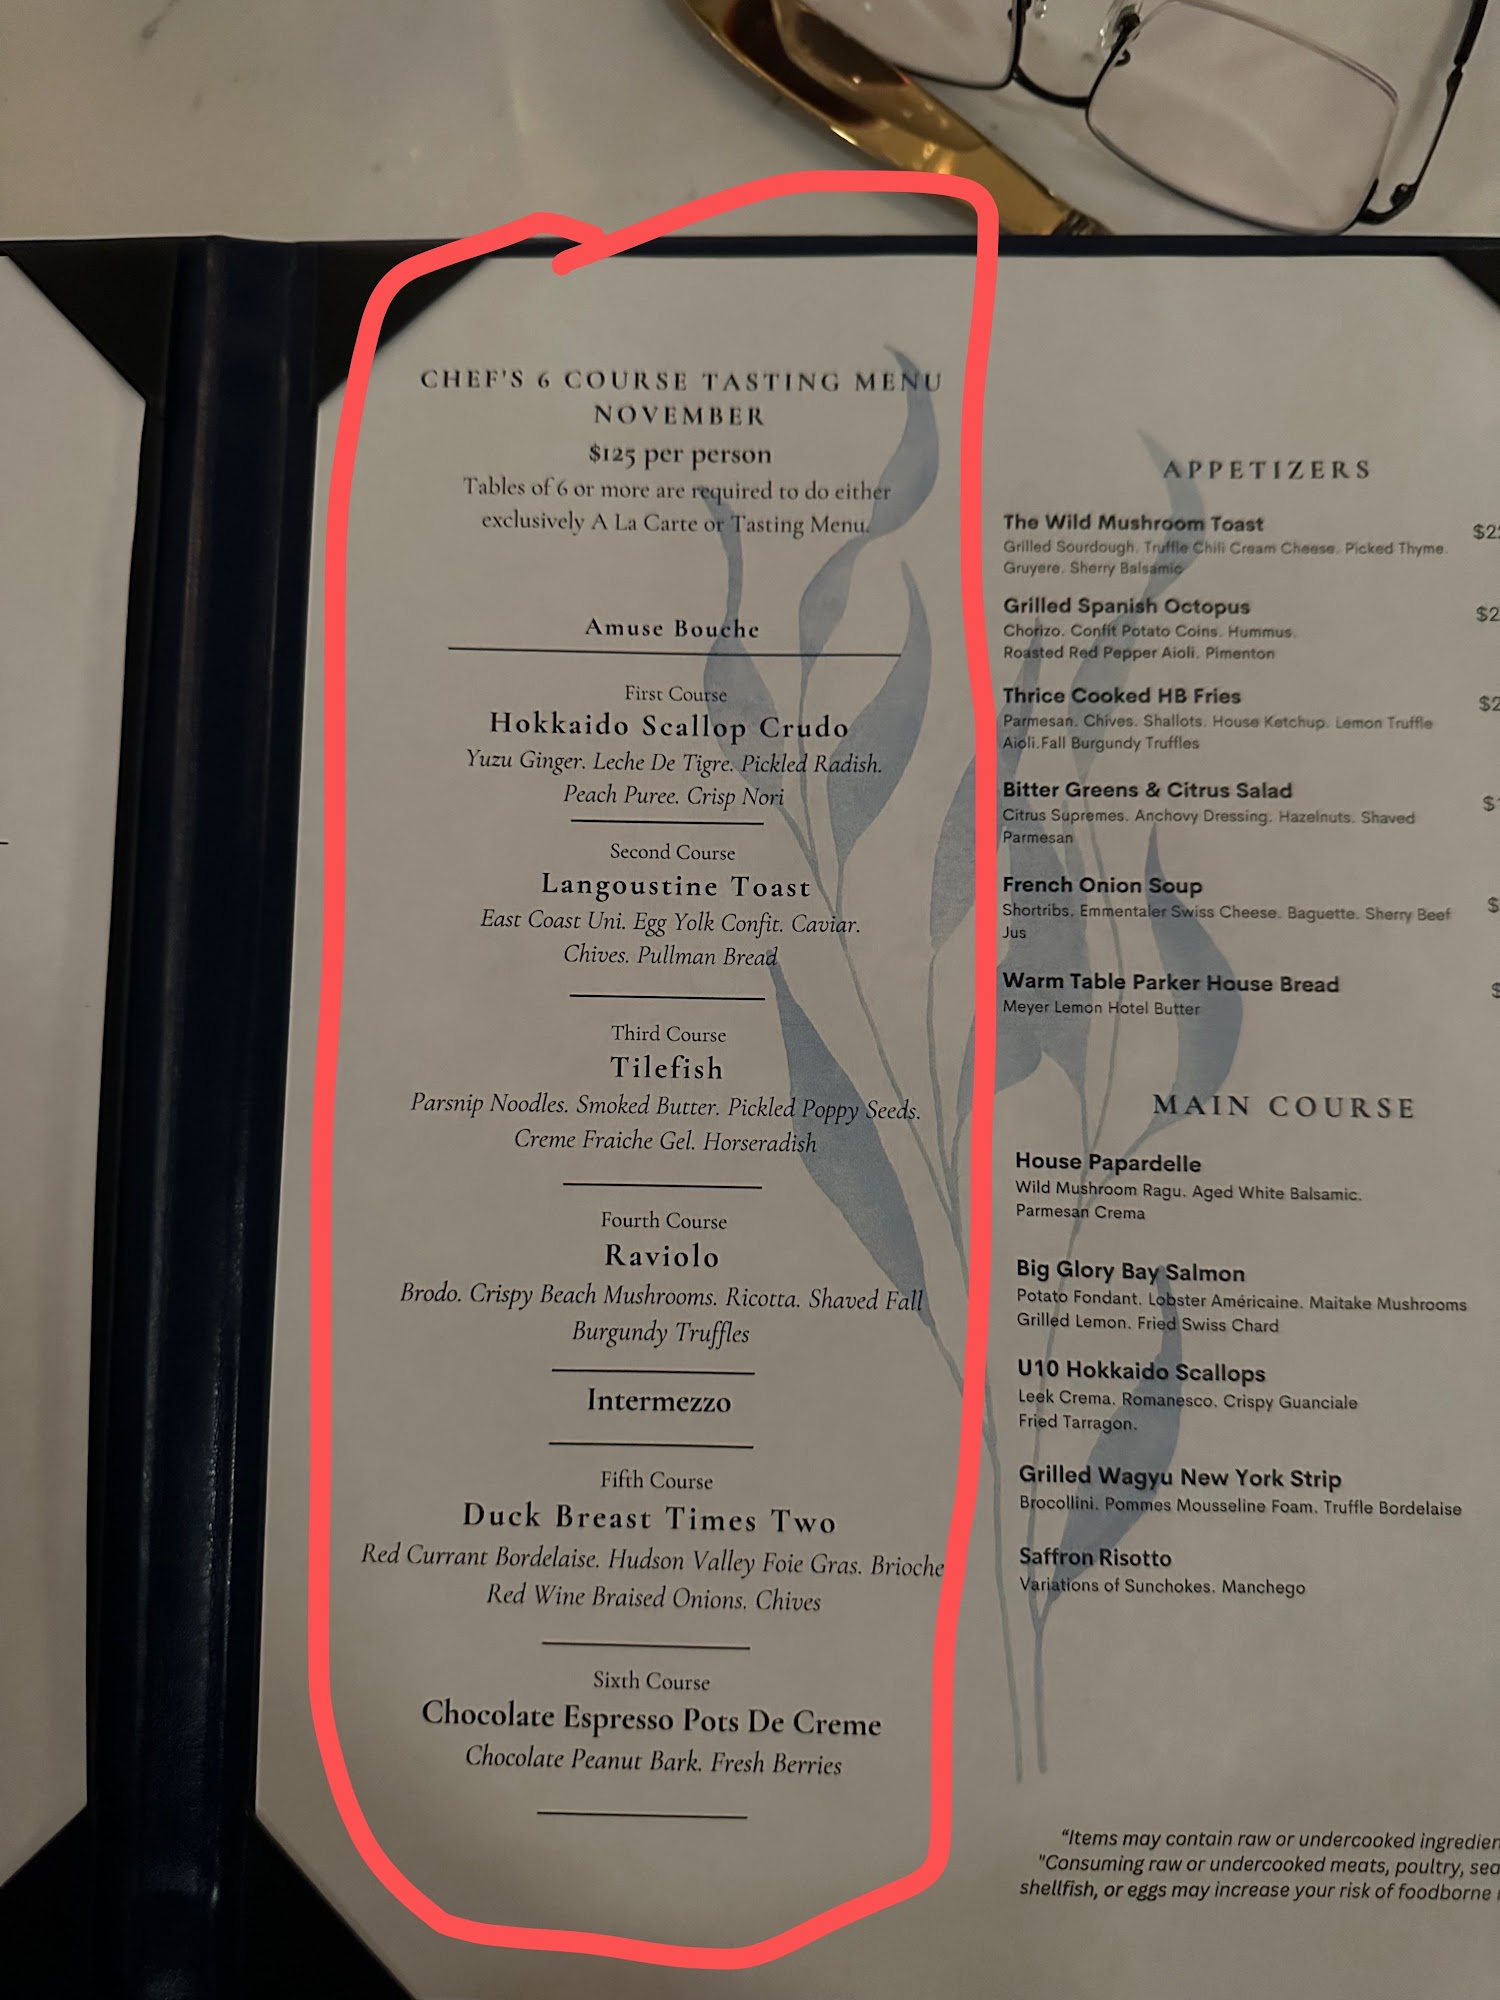 CHEF'S 6 COURSE TASTING MENU
NOVEMBER
$125 per person
Tables of 6 or more are required to do either
exclusively A La Carte or Tasting Menu.
Amuse Bouche
First Course
Hokkaido Scallop Crudo
Yuzu Ginger. Leche De Tigre. Pickled Radish.
Peach Puree. Crisp Nori
Second Course
Langoustine Toast
East Coast Uni. Egg Yolk Confit. Caviar.
Chives. Pullman Bread
Third Course
Tilefish
Parsnip Noodles. Smoked Butter. Pickled Poppy Seeds.
Creme Fraiche Gel. Horseradish
Fourth Course
Raviolo
Brodo. Crispy Beach Mushrooms. Ricotta. Shaved Fall
Burgundy Truffles
Intermezzo
Fifth Course
Duck Breast Times Two
Red Currant Bordelaise. Hudson Valley Foie Gras. Brioche
Red Wine Braised Onions. Chives
Sixth Course
Chocolate Espresso Pots De Creme
Chocolate Peanut Bark. Fresh Berries
APPETIZERS
The Wild Mushroom Toast
Grilled Sourdough. Truffle Chili Cream Cheese. Picked Thyme.
Gruyere. Sherry Balsamic
Grilled Spanish Octopus
Chorizo. Confit Potato Coins. Hummus.
Roasted Red Pepper Aioli. Pimenton
Thrice Cooked HB Fries
Parmesan. Chives. Shallots. House Ketchup. Lemon Truffle
Aioli.Fall Burgundy Truffles
Bitter Greens & Citrus Salad
Citrus Supremes. Anchovy Dressing. Hazelnuts. Shaved
Parmesan
French Onion Soup
Shortribs. Emmentaler Swiss Cheese. Baguette. Sherry Beef
Jus
Warm Table Parker House Bread
Meyer Lemon Hotel Butter
MAIN COURSE
House Papardelle
Wild Mushroom Ragu. Aged White Balsamic.
Parmesan Crema
Big Glory Bay Salmon
Potato Fondant. Lobster Américaine. Maitake Mushrooms
Grilled Lemon. Fried Swiss Chard
U10 Hokkaido Scallops
Leek Crema. Romanesco. Crispy Guanciale
Fried Tarragon.
Grilled Wagyu New York Strip
Brocollini. Pommes Mousseline Foam. Truffle Bordelaise
Saffron Risotto
Variations of Sunchokes. Manchego
"Items may contain raw or undercooked
"Consuming raw or undercooked meats, poultry,
shellfish, or eggs may increase your risk of foodborne